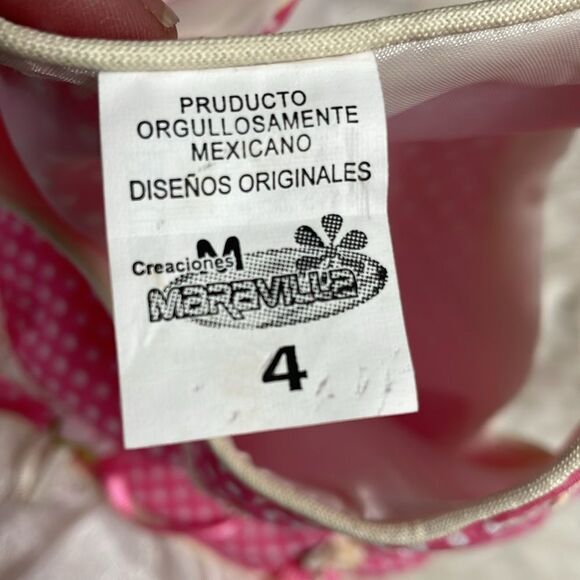 PRUDUCTO
ORGULLOSAMENTE
MEXICANO
DISEÑOS ORIGINALES
M
Creaciones
MARAVILLA
4